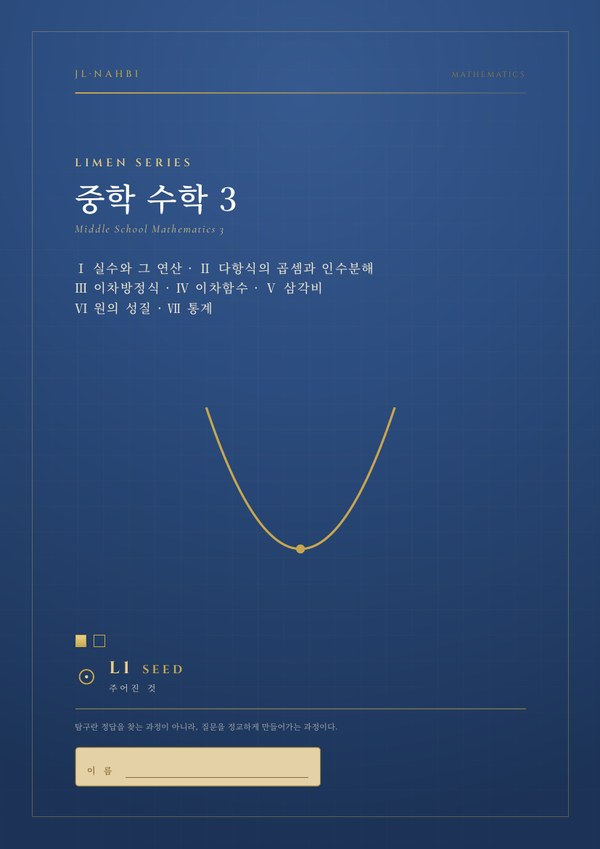 JL·NAHBI
MATHEMATICS
LIMEN SERIES
중학 수학 3
Middle School Mathematics 3
Ⅰ 실수와 그 연산 · Ⅱ 다항식의 곱셈과 인수분해
Ⅲ 이차방정식 · Ⅳ 이차함수 · Ⅴ 삼각비
Ⅵ 원의 성질 · Ⅶ 통계
L1 SEED
주어진 것
탐구란 정답을 찾는 과정이 아니라, 질문을 정교하게 만들어가는 과정이다.
이 름